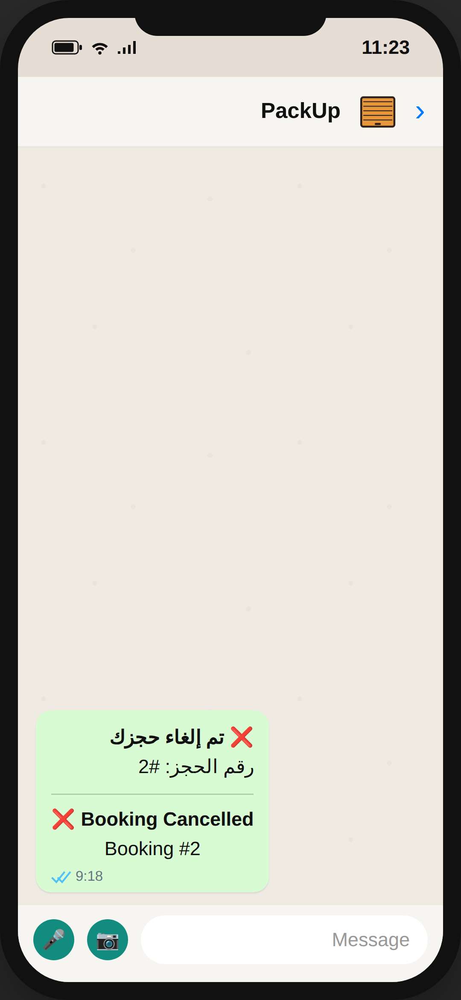 11:23
PackUp
❌ تم إلغاء حجزك
رقم الحجز: #2
❌ Booking Cancelled
Booking #2
9:18
Message